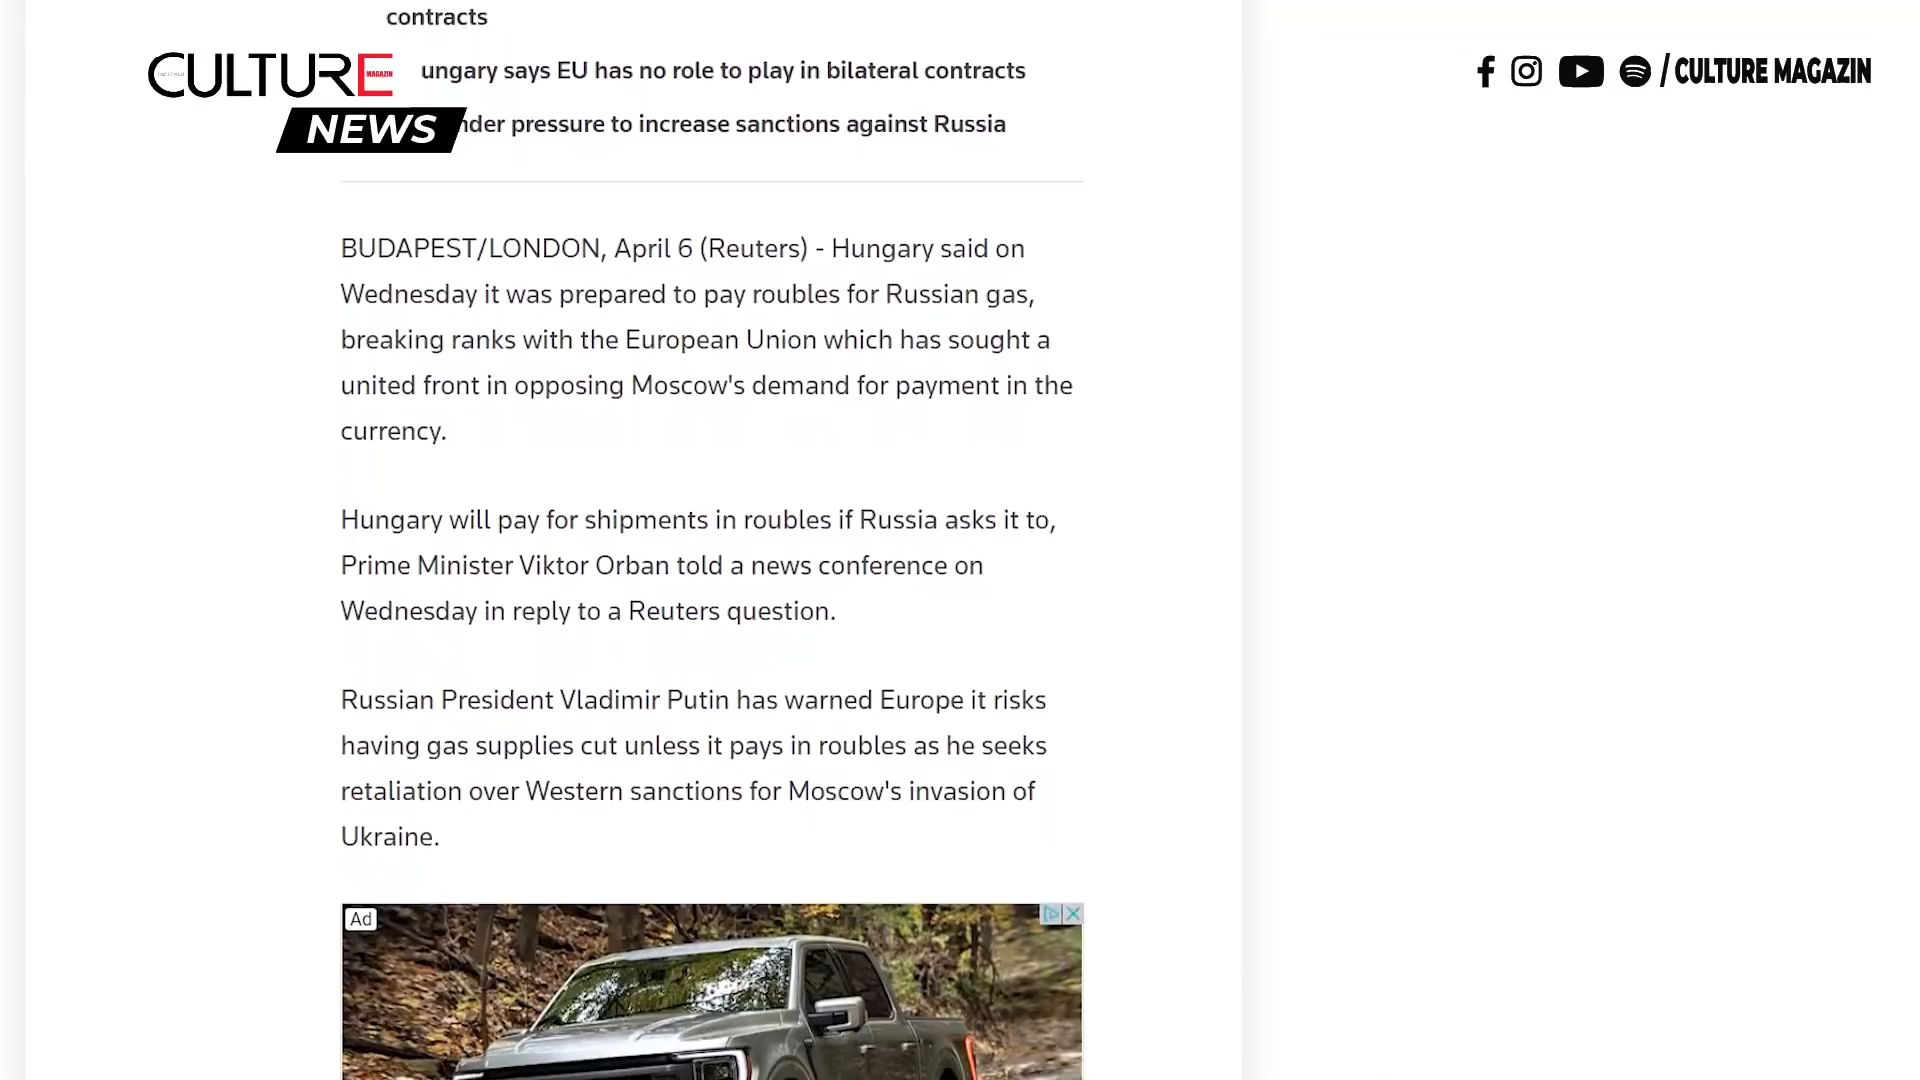 contracts
CULTURE
MAGAZIN
ungary says EU has no role to play in bilateral contracts
/ CULTURE MAGAZIN
NEWS
nder pressure to increase sanctions against Russia
BUDAPEST/LONDON, April 6 (Reuters) - Hungary said on
Wednesday it was prepared to pay roubles for Russian gas,
breaking ranks with the European Union which has sought a
united front in opposing Moscow's demand for payment in the
currency.
Hungary will pay for shipments in roubles if Russia asks it to,
Prime Minister Viktor Orban told a news conference on
Wednesday in reply to a Reuters question.
Russian President Vladimir Putin has warned Europe it risks
having gas supplies cut unless it pays in roubles as he seeks
retaliation over Western sanctions for Moscow's invasion of
Ukraine.
Ad